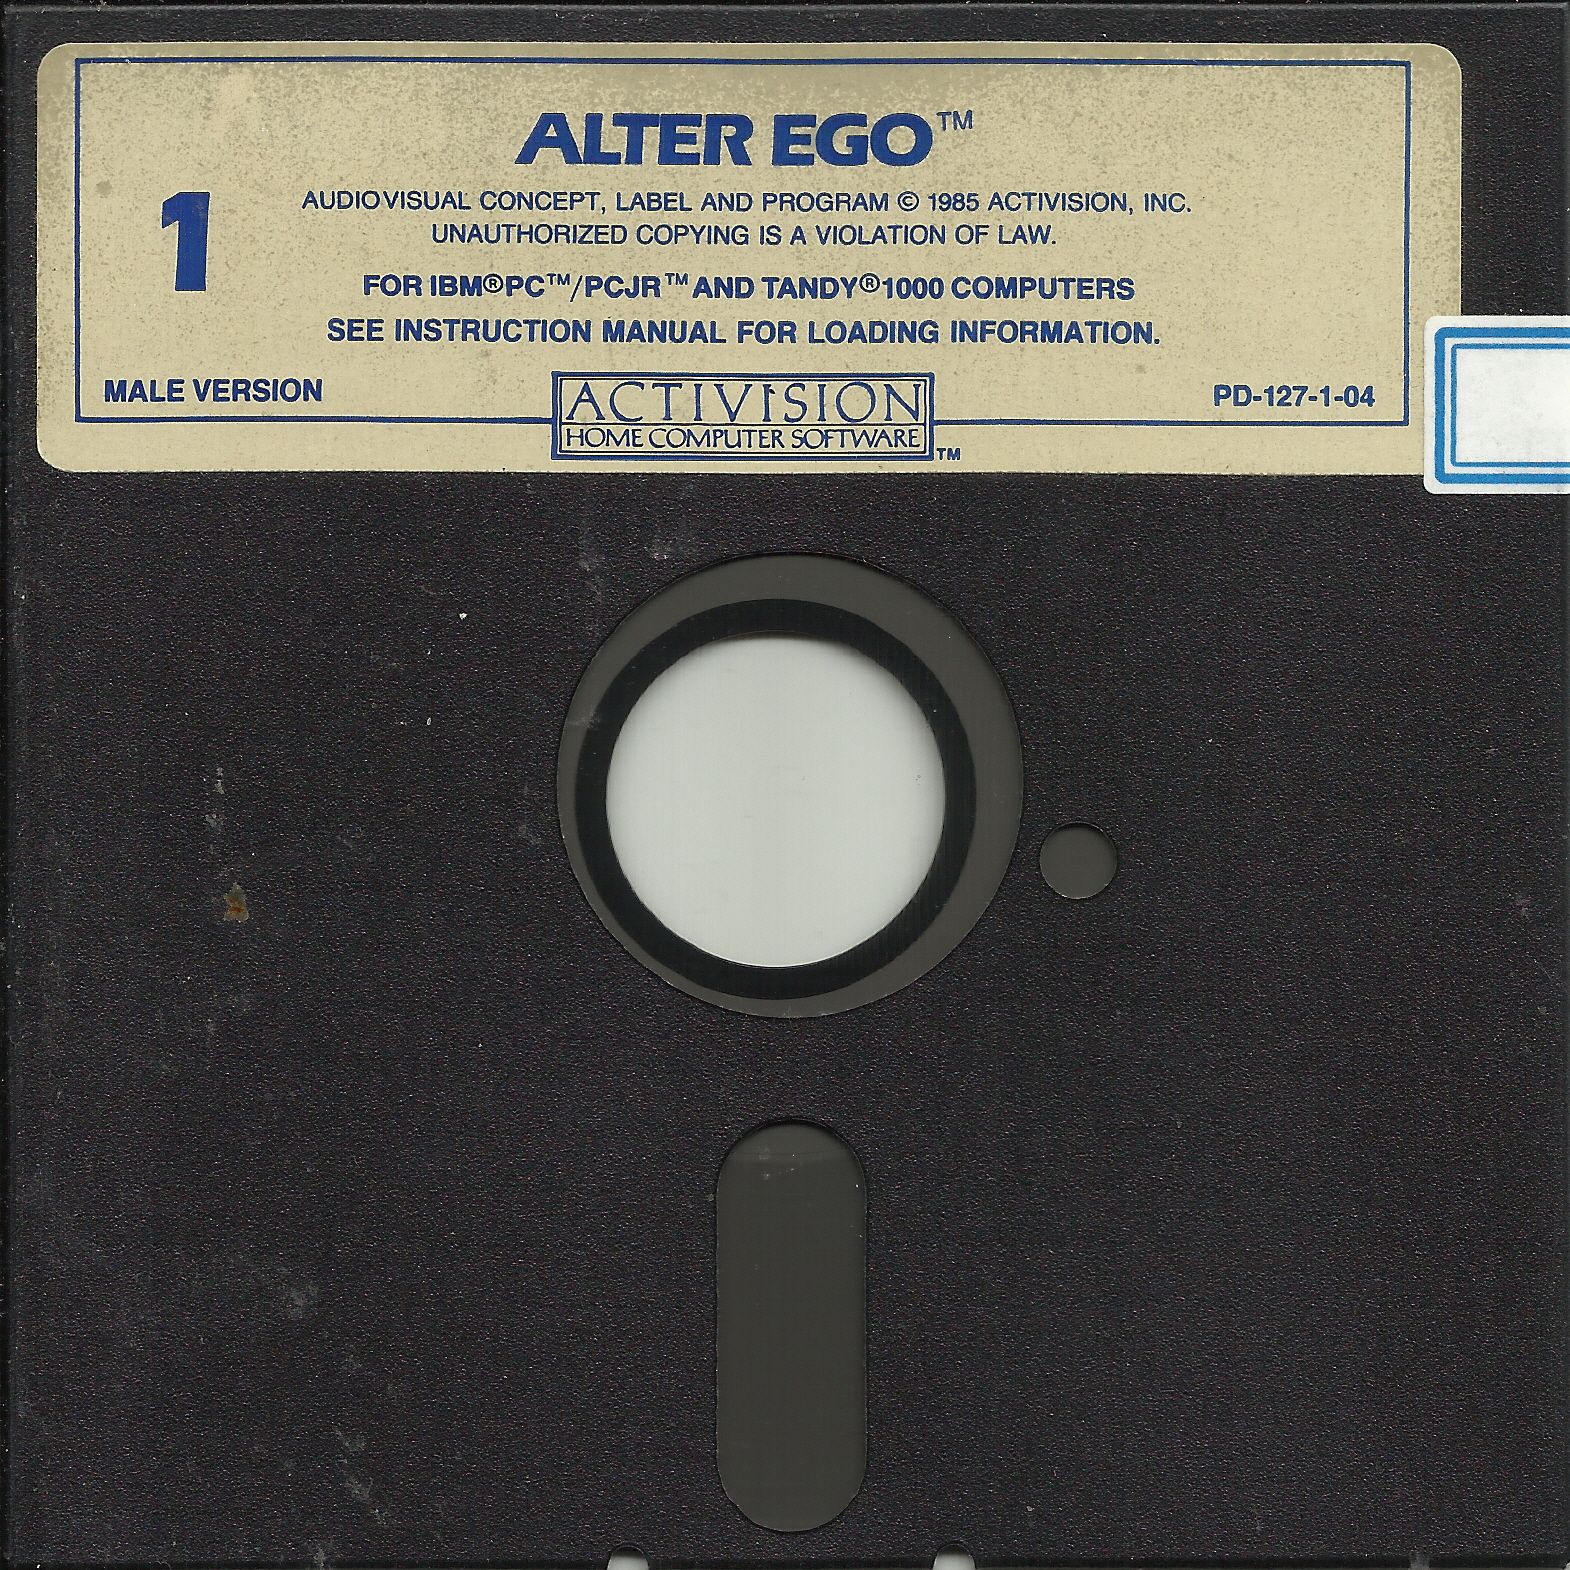 ALTER EGO™
1
AUDIOVISUAL CONCEPT, LABEL AND PROGRAM © 1985 ACTIVISION, INC.
UNAUTHORIZED COPYING IS A VIOLATION OF LAW.
FOR IBM®PC™/PCJR™ AND TANDY®1000 COMPUTERS
SEE INSTRUCTION MANUAL FOR LOADING INFORMATION.
MALE VERSION
ACTIVISION
HOME COMPUTER SOFTWARE™
PD-127-1-04